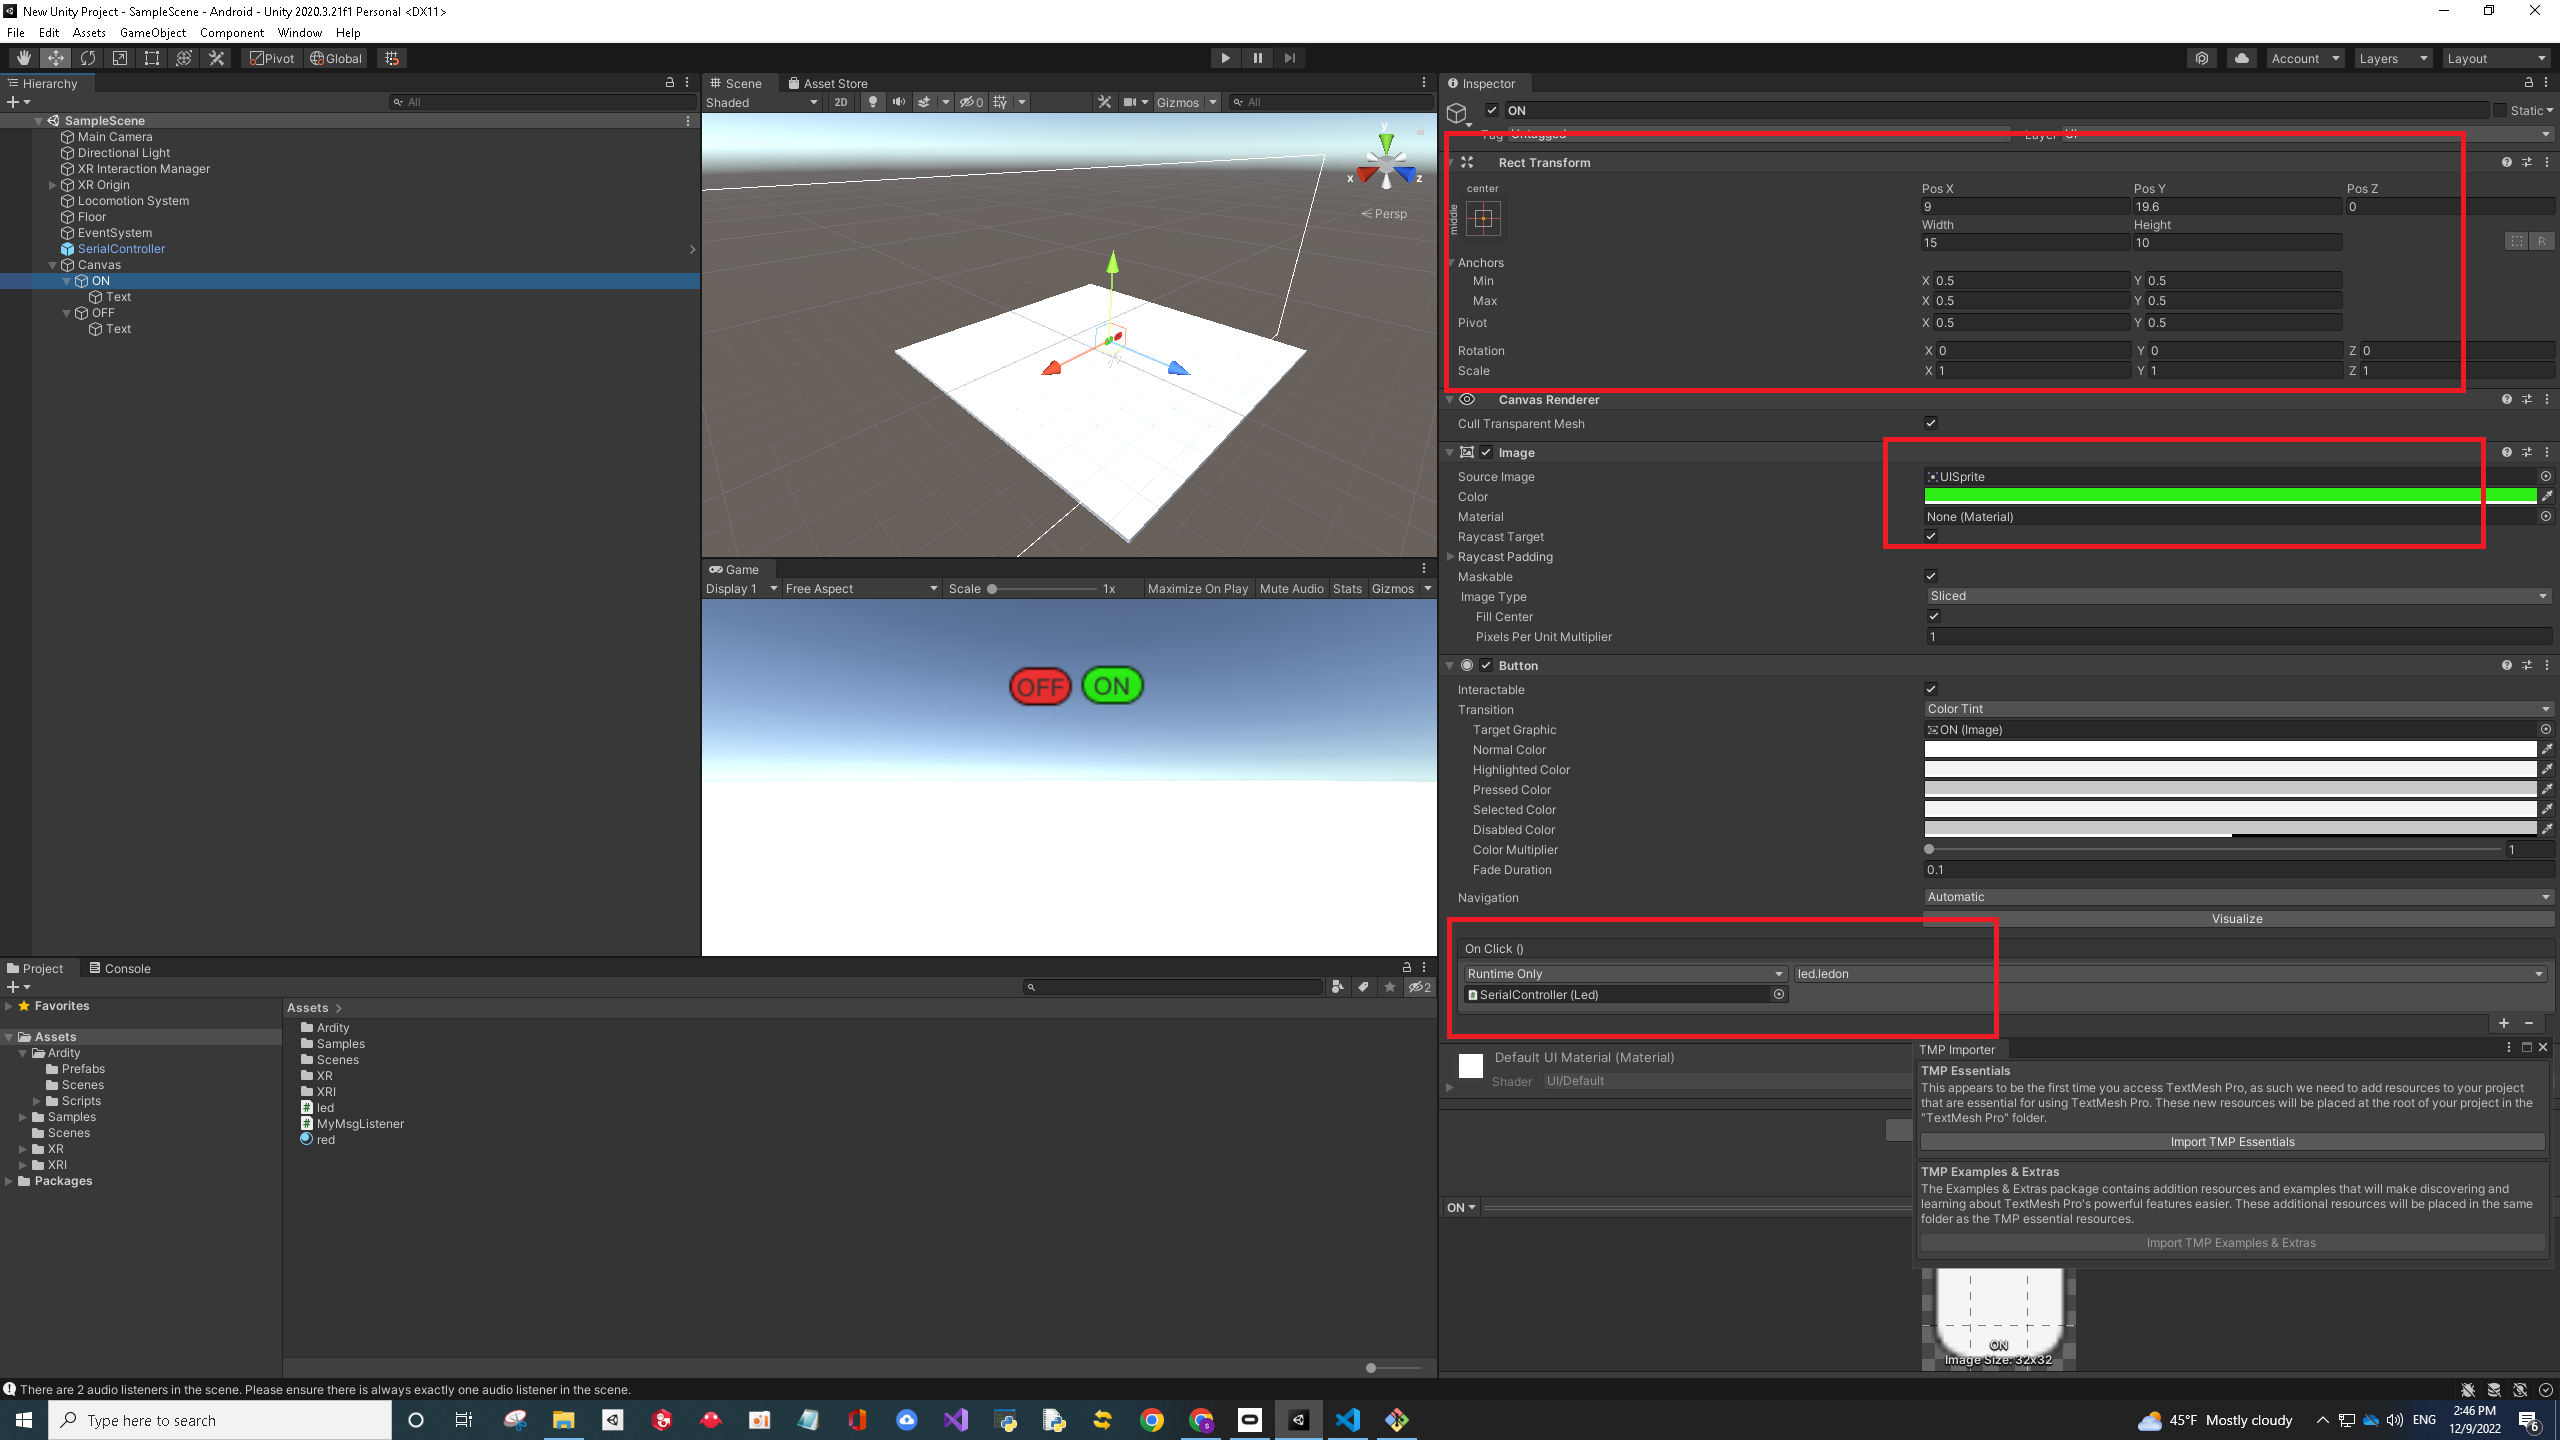 New Unity Project - SampleScene - Android - Unity 2020.3.21f1 Personal <DX11>
File Edit Assets GameObject Component Window Help
Pivot Global Account Layers Layout
Hierarchy
All
SampleScene
Main Camera
Directional Light
XR Interaction Manager
XR Origin
Locomotion System
Floor
EventSystem
SerialController
Canvas
ON
Text
OFF
Text
Scene Asset Store
Shaded 2D 0 Gizmos All
y
x z
Persp
Game
Display 1 Free Aspect Scale 1x Maximize On Play Mute Audio Stats Gizmos
OFF ON
Inspector
ON Static
Tag Untagged Layer UI
Rect Transform
center
middle
Pos X Pos Y Pos Z
9 19.6 0
Width Height
15 10 R
Anchors
Min X 0.5 Y 0.5
Max X 0.5 Y 0.5
Pivot X 0.5 Y 0.5
Rotation X 0 Y 0 Z 0
Scale X 1 Y 1 Z 1
Canvas Renderer
Cull Transparent Mesh
Image
Source Image UISprite
Color
Material None (Material)
Raycast Target
Raycast Padding
Maskable
Image Type Sliced
Fill Center
Pixels Per Unit Multiplier 1
Button
Interactable
Transition Color Tint
Target Graphic ON (Image)
Normal Color
Highlighted Color
Pressed Color
Selected Color
Disabled Color
Color Multiplier 1
Fade Duration 0.1
Navigation Automatic
Visualize
On Click ()
Runtime Only led.ledon
SerialController (Led)
+ -
Default UI Material (Material)
Shader UI/Default
TMP Importer
TMP Essentials
This appears to be the first time you access TextMesh Pro, as such we need to add resources to your project
that are essential for using TextMesh Pro. These new resources will be placed at the root of your project in the
"TextMesh Pro" folder.
Import TMP Essentials
TMP Examples & Extras
The Examples & Extras package contains addition resources and examples that will make discovering and
learning about TextMesh Pro's powerful features easier. These additional resources will be placed in the same
folder as the TMP essential resources.
Import TMP Examples & Extras
ON
ON
Image Size: 32x32
Project Console
2
Favorites
Assets
Ardity
Prefabs
Scenes
Scripts
Samples
Scenes
XR
XRI
Packages
Assets
Ardity
Samples
Scenes
XR
XRI
led
MyMsgListener
red
There are 2 audio listeners in the scene. Please ensure there is always exactly one audio listener in the scene.
Type here to search
45°F Mostly cloudy ENG 2:46 PM
12/9/2022
6